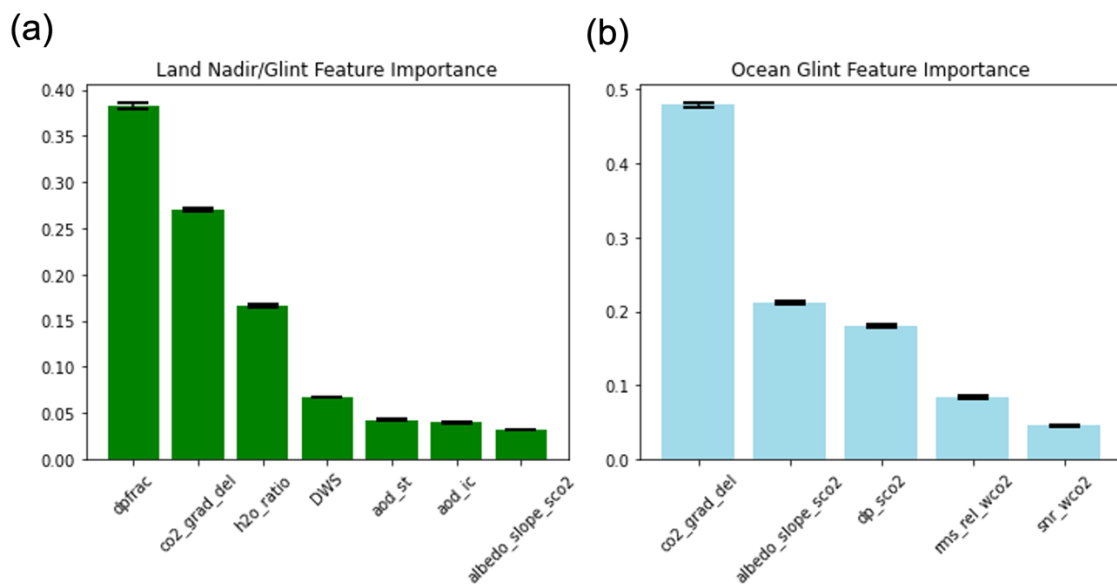 (a)
Land Nadir/Glint Feature Importance
0.40
0.35
0.30
0.25
0.20
0.15
0.10
0.05
0.00
dpfrac
co2_grad_del
h2o_ratio
DWS
aod_st
aod_ic
albedo_slope_sco2
(b)
Ocean Glint Feature Importance
0.5
0.4
0.3
0.2
0.1
0.0
co2_grad_del
albedo_slope_sco2
dp_sco2
rms_rel_wco2
snr_wco2